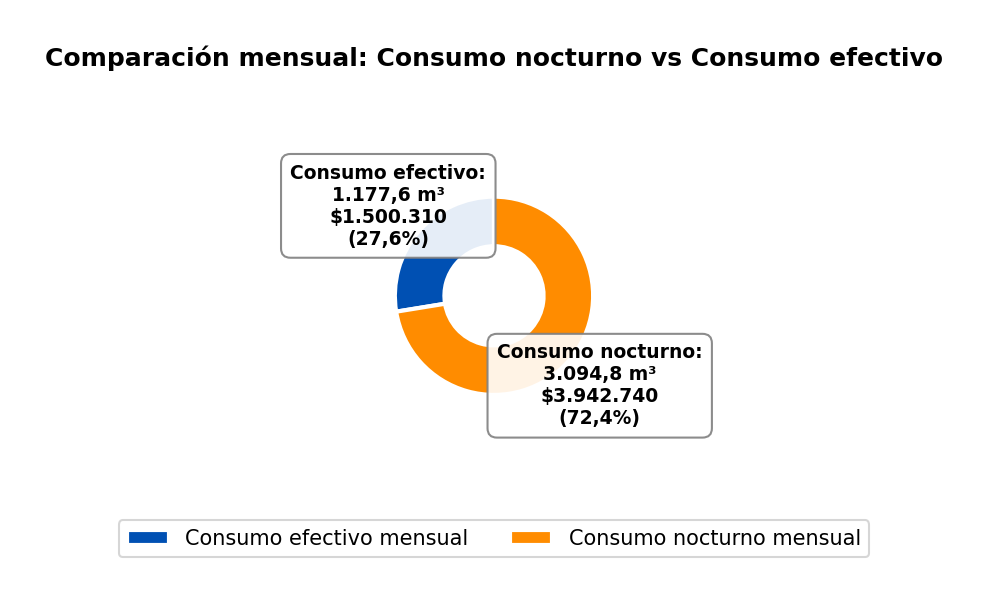 Comparación mensual: Consumo nocturno vs Consumo efectivo
Consumo efectivo:
1.177,6 m³
$1.500.310
(27,6%)
Consumo nocturno:
3.094,8 m³
$3.942.740
(72,4%)
Consumo efectivo mensual
Consumo nocturno mensual